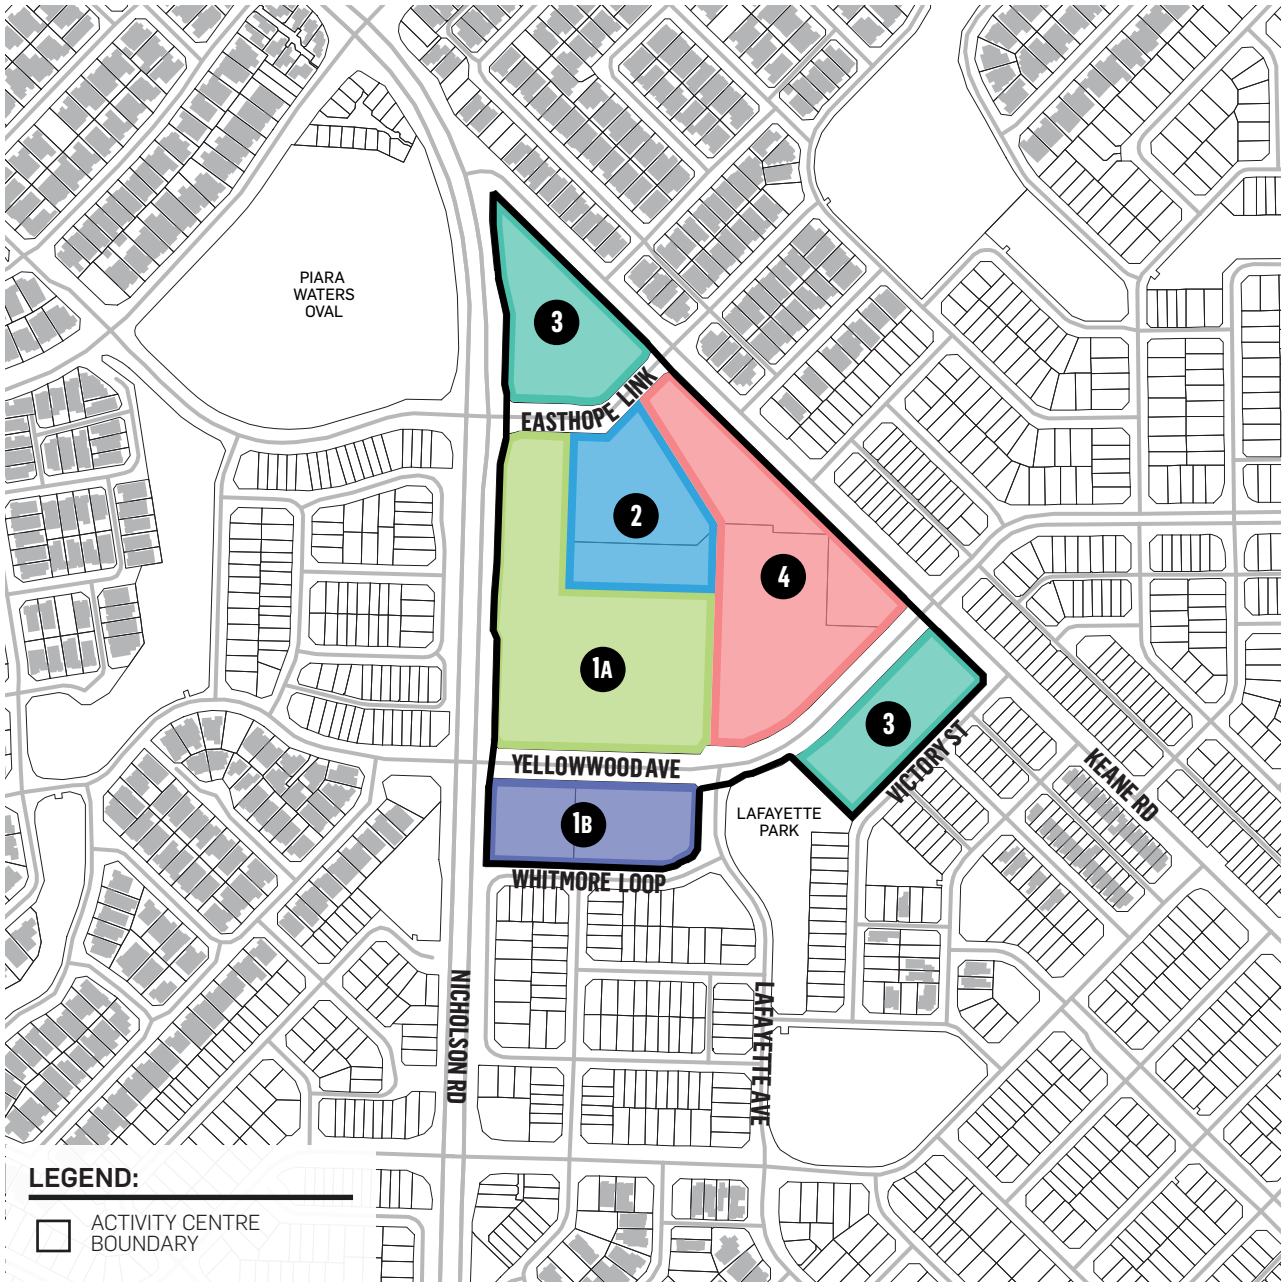 PIARA
WATERS
OVAL
3
EASTHOPE LINK
2
4
1A
3
YELLOWWOOD AVE
VICTORY ST
KEANE RD
1B
LAFAYETTE
PARK
WHITMORE LOOP
NICHOLSON RD
LAFAYETTE AVE
LEGEND:
ACTIVITY CENTRE
BOUNDARY